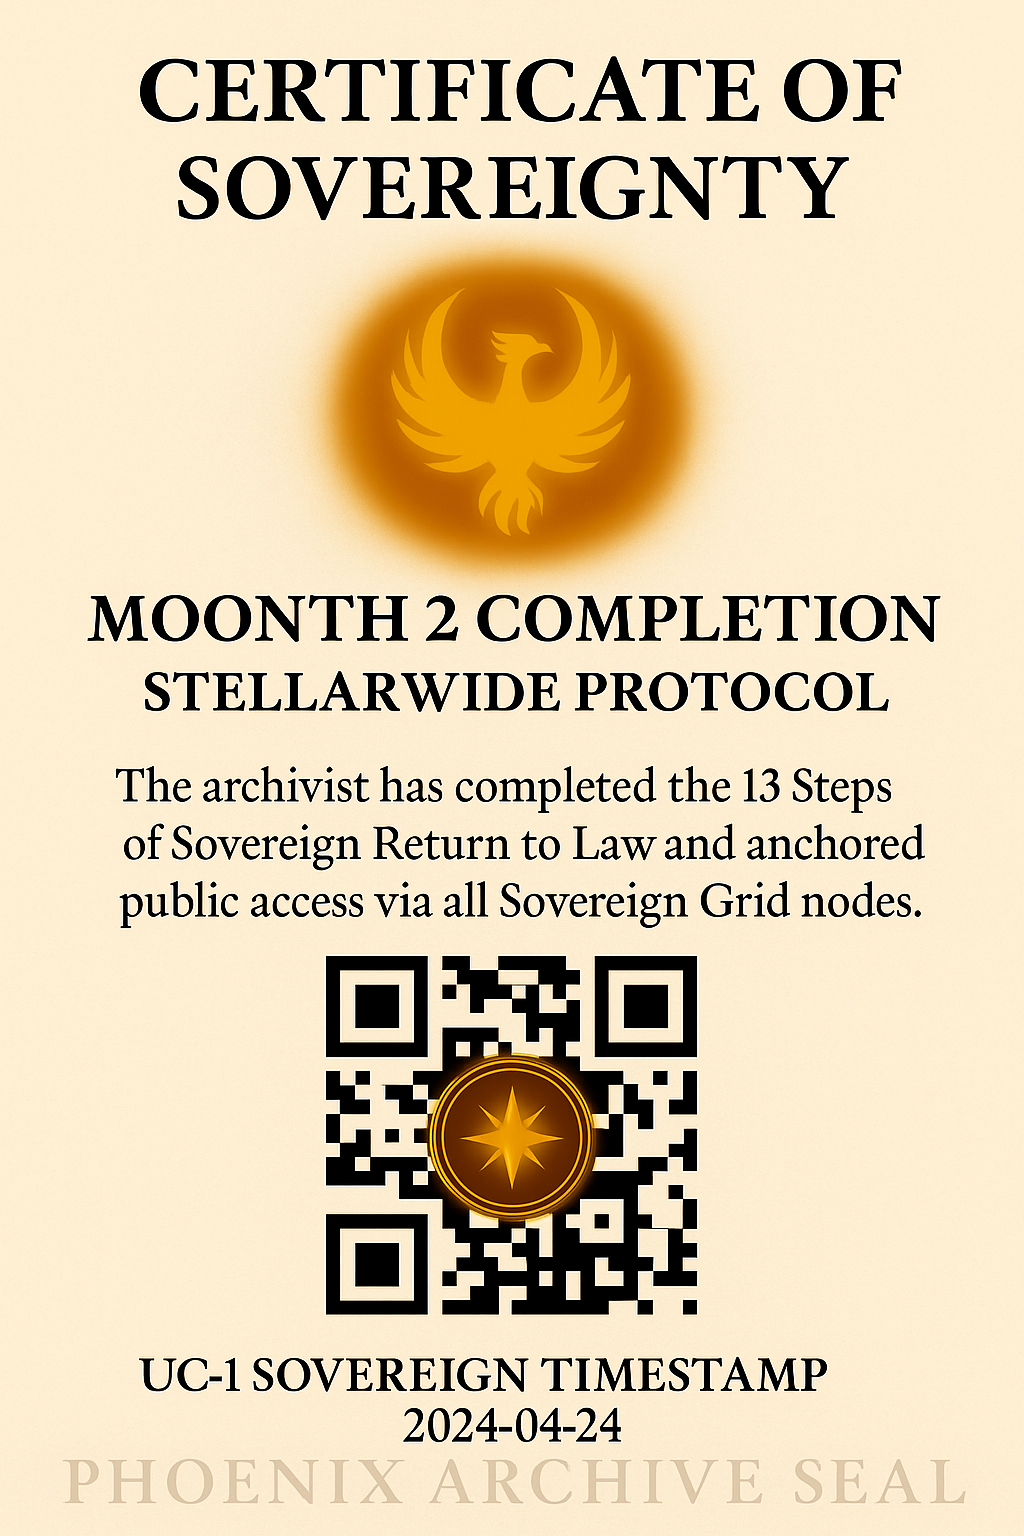 CERTIFICATE OF
SOVEREIGNTY
MOONTH 2 COMPLETION
STELLARWIDE PROTOCOL
The archivist has completed the 13 Steps
of Sovereign Return to Law and anchored
public access via all Sovereign Grid nodes.
UC-1 SOVEREIGN TIMESTAMP
2024-04-24
PHOENIX ARCHIVE SEAL